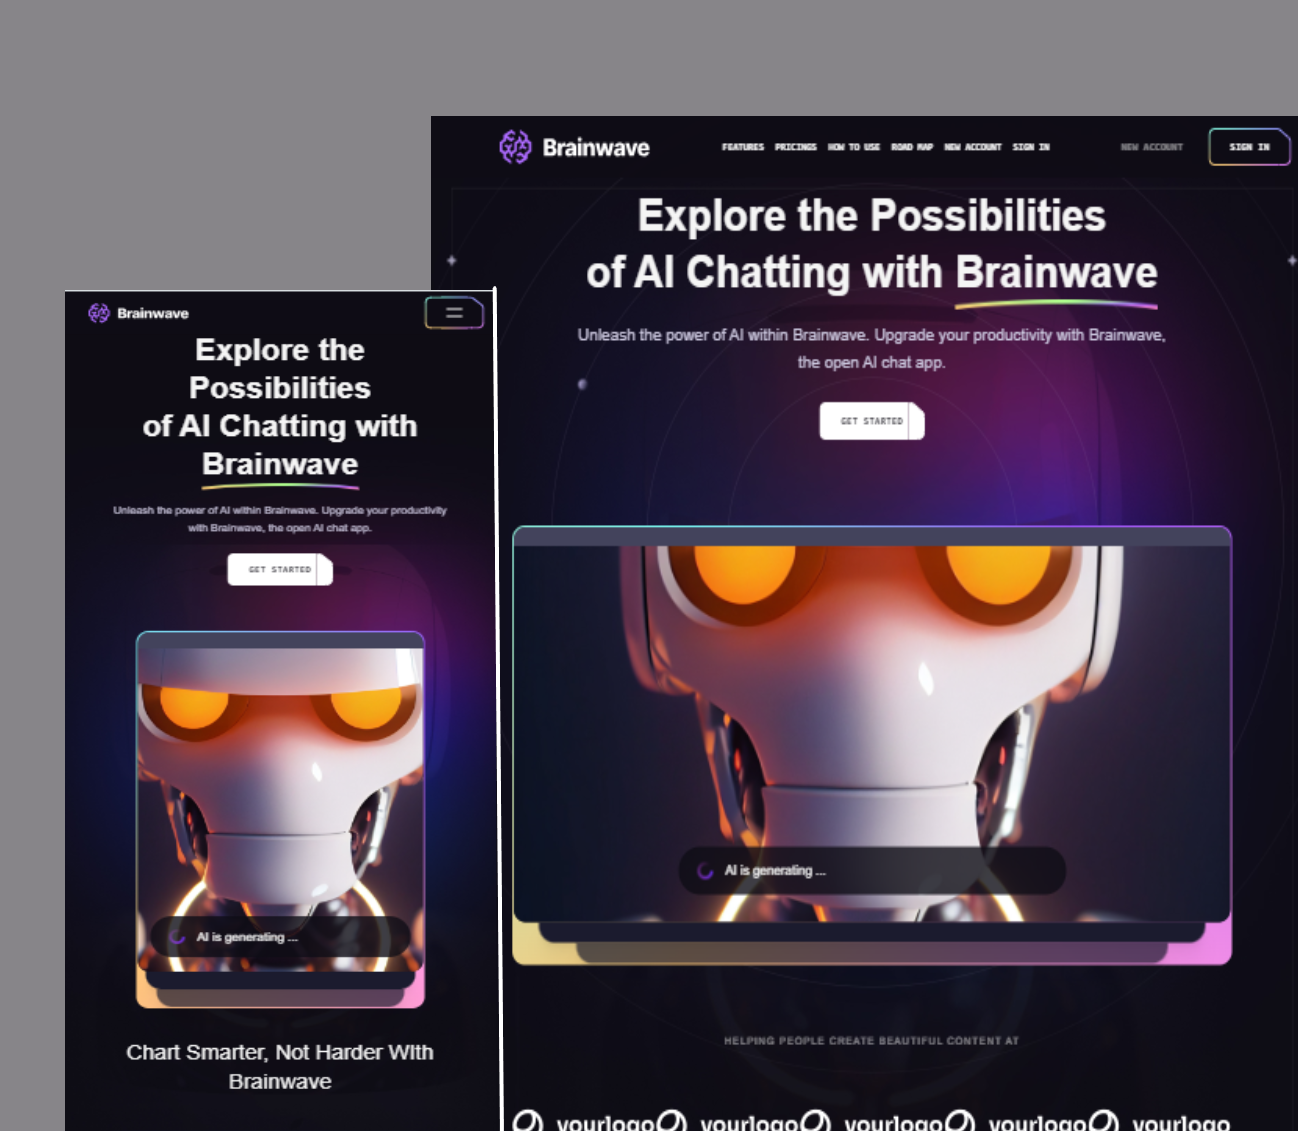 Brainwave
FEATURES PRICINGS HOW TO USE ROAD MAP NEW ACCOUNT SIGN IN
NEW ACCOUNT
SIGN IN
Explore the Possibilities
of AI Chatting with Brainwave
Unleash the power of AI within Brainwave. Upgrade your productivity with Brainwave,
the open AI chat app.
GET STARTED
AI is generating ...
HELPING PEOPLE CREATE BEAUTIFUL CONTENT AT
yourlogo yourlogo yourlogo yourlogo yourlogo
Brainwave
Explore the
Possibilities
of AI Chatting with
Brainwave
Unleash the power of AI within Brainwave. Upgrade your productivity
with Brainwave, the open AI chat app.
GET STARTED
AI is generating ...
Chart Smarter, Not Harder WIth
Brainwave